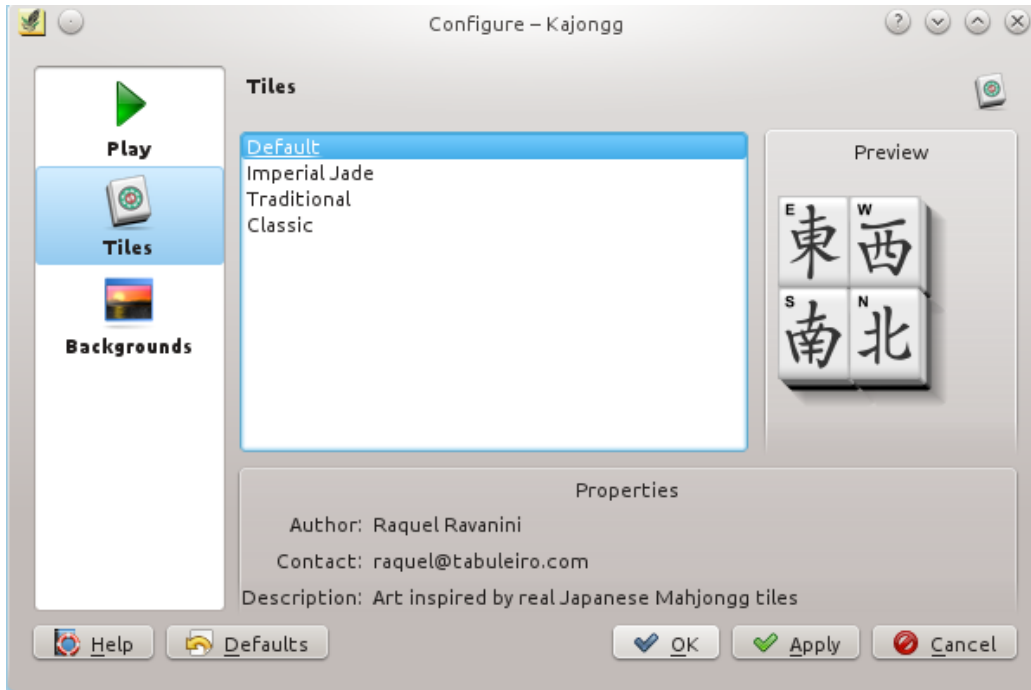 Configure – Kajongg
Play
Tiles
Backgrounds
Tiles
Default
Imperial Jade
Traditional
Classic
Preview
E 東 W 西
S 南 N 北
Properties
Author: Raquel Ravanini
Contact: raquel@tabuleiro.com
Description: Art inspired by real Japanese Mahjongg tiles
Help Defaults OK Apply Cancel